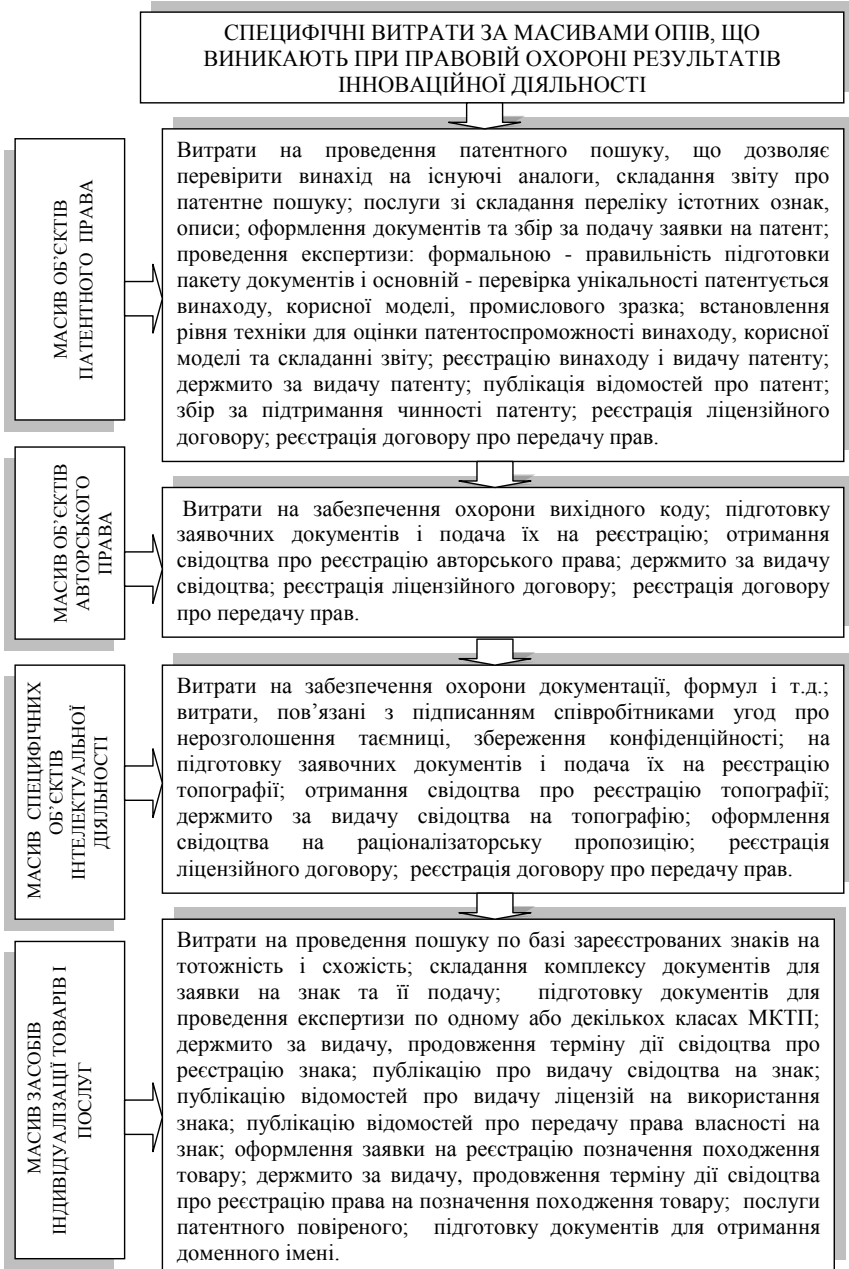 СПЕЦИФІЧНІ ВИТРАТИ ЗА МАСИВАМИ ОПІВ, ЩО
ВИНИКАЮТЬ ПРИ ПРАВОВІЙ ОХОРОНІ РЕЗУЛЬТАТІВ
ІННОВАЦІЙНОЇ ДІЯЛЬНОСТІ
МАСИВ ОБ’ЄКТІВ
ПАТЕНТНОГО ПРАВА
Витрати на проведення патентного пошуку, що дозволяє
перевірити винахід на існуючі аналоги, складання звіту про
патентне пошуку; послуги зі складання переліку істотних ознак,
описи; оформлення документів та збір за подачу заявки на патент;
проведення експертизи: формальною - правильність підготовки
пакету документів і основній - перевірка унікальності патентується
винаходу, корисної моделі, промислового зразка; встановлення
рівня техніки для оцінки патентоспроможності винаходу, корисної
моделі та складанні звіту; реєстрацію винаходу і видачу патенту;
держмито за видачу патенту; публікація відомостей про патент;
збір за підтримання чинності патенту; реєстрація ліцензійного
договору; реєстрація договору про передачу прав.
МАСИВ ОБ’ЄКТІВ
АВТОРСЬКОГО
ПРАВА
Витрати на забезпечення охорони вихідного коду; підготовку
заявочних документів і подача їх на реєстрацію; отримання
свідоцтва про реєстрацію авторського права; держмито за видачу
свідоцтва; реєстрація ліцензійного договору; реєстрація договору
про передачу прав.
МАСИВ СПЕЦИФІЧНИХ
ОБ’ЄКТІВ
ІНТЕЛЕКТУАЛЬНОЇ
ДІЯЛЬНОСТІ
Витрати на забезпечення охорони документації, формул і т.д.;
витрати, пов’язані з підписанням співробітниками угод про
нерозголошення таємниці, збереження конфіденційності; на
підготовку заявочних документів і подача їх на реєстрацію
топографії; отримання свідоцтва про реєстрацію топографії;
держмито за видачу свідоцтва на топографію; оформлення
свідоцтва на раціоналізаторську пропозицію; реєстрація
ліцензійного договору; реєстрація договору про передачу прав.
МАСИВ ЗАСОБІВ
ІНДИВІДУАЛІЗАЦІЇ ТОВАРІВ І
ПОСЛУГ
Витрати на проведення пошуку по базі зареєстрованих знаків на
тотожність і схожість; складання комплексу документів для
заявки на знак та її подачу; підготовку документів для
проведення експертизи по одному або декількох класах МКТП;
держмито за видачу, продовження терміну дії свідоцтва про
реєстрацію знака; публікацію про видачу свідоцтва на знак;
публікацію відомостей про видачу ліцензій на використання
знака; публікацію відомостей про передачу права власності на
знак; оформлення заявки на реєстрацію позначення походження
товару; держмито за видачу, продовження терміну дії свідоцтва
про реєстрацію права на позначення походження товару; послуги
патентного повіреного; підготовку документів для отримання
доменного імені.